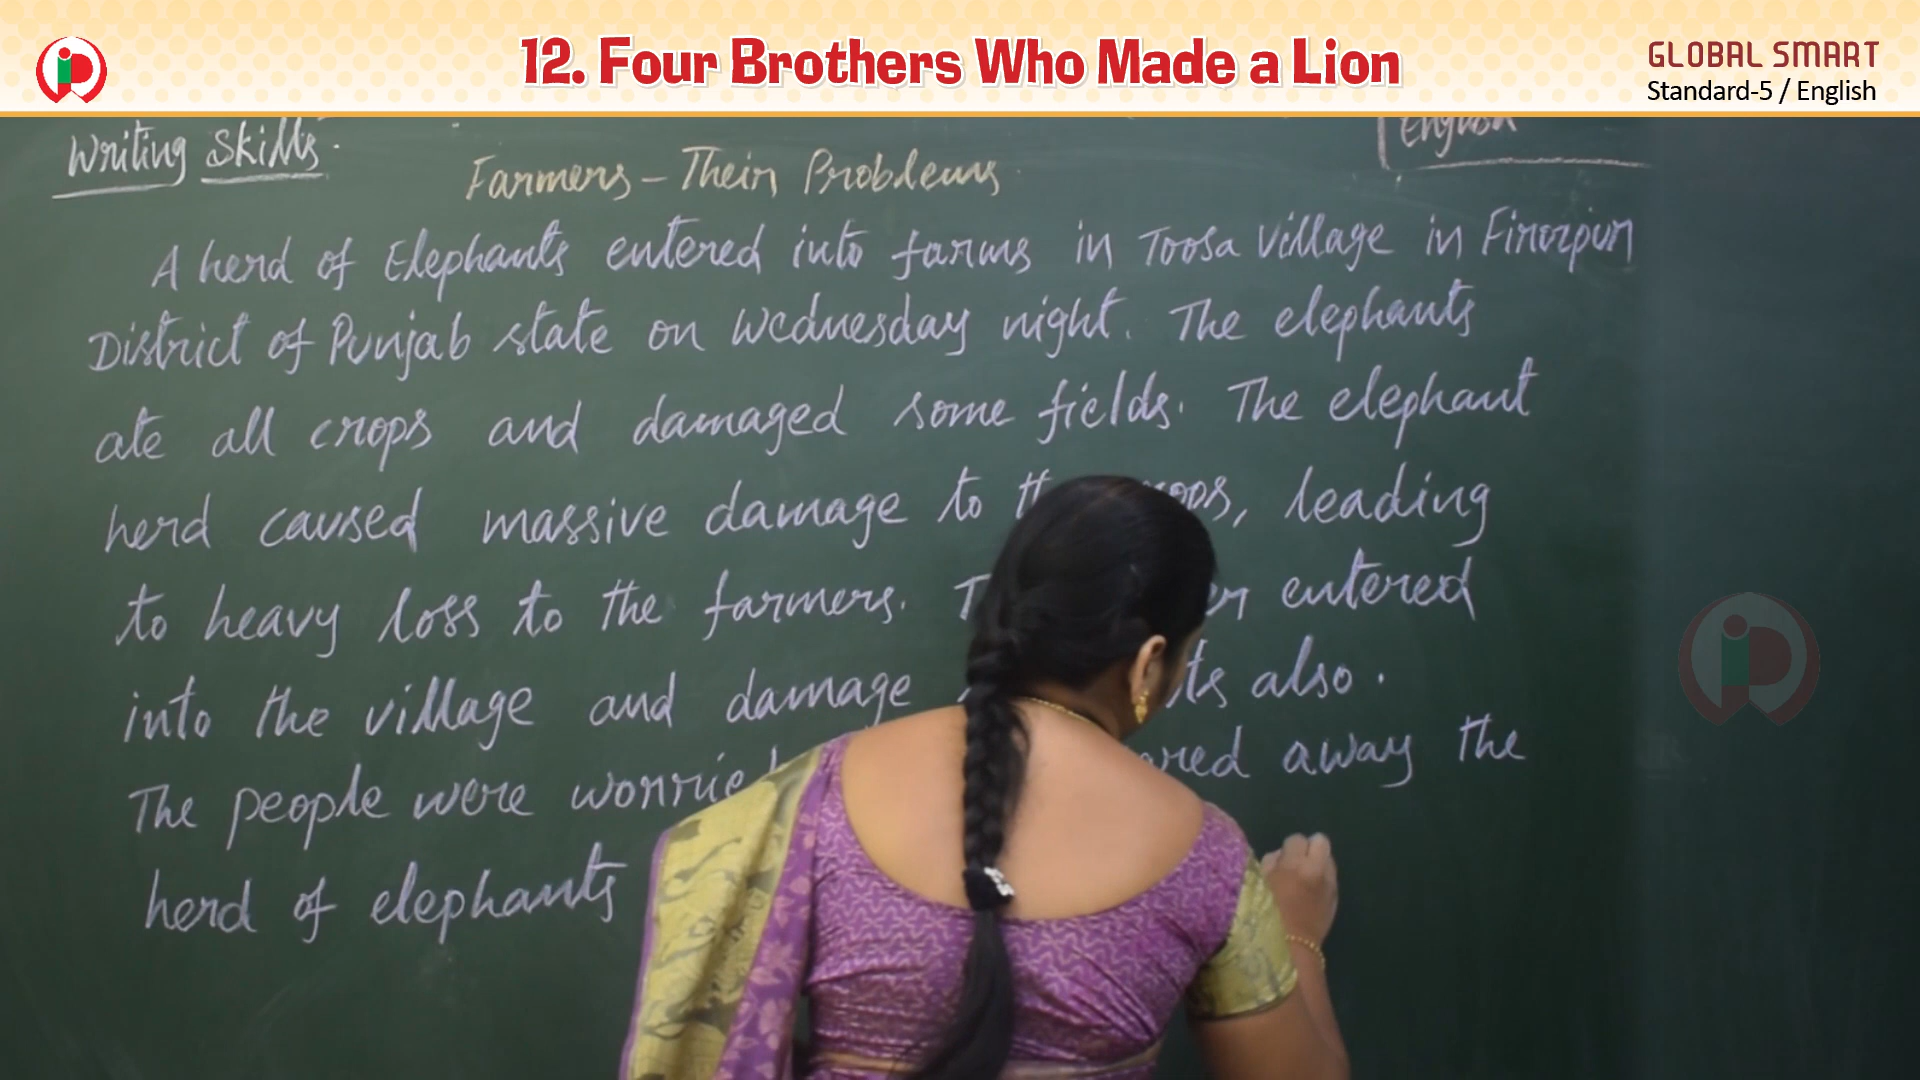 12. Four Brothers Who Made a Lion
GLOBAL SMART
Standard-5 / English
Writing Skills.
English
Farmers - Their Problems
A herd of Elephants entered into farms in Toosa Village in Firozpur
District of Punjab state on Wednesday night. The elephants
ate all crops and damaged some fields. The elephant
herd caused massive damage to the crops, leading
to heavy loss to the farmers. entered
into the village and damage also.
The people were away the
herd of elephants